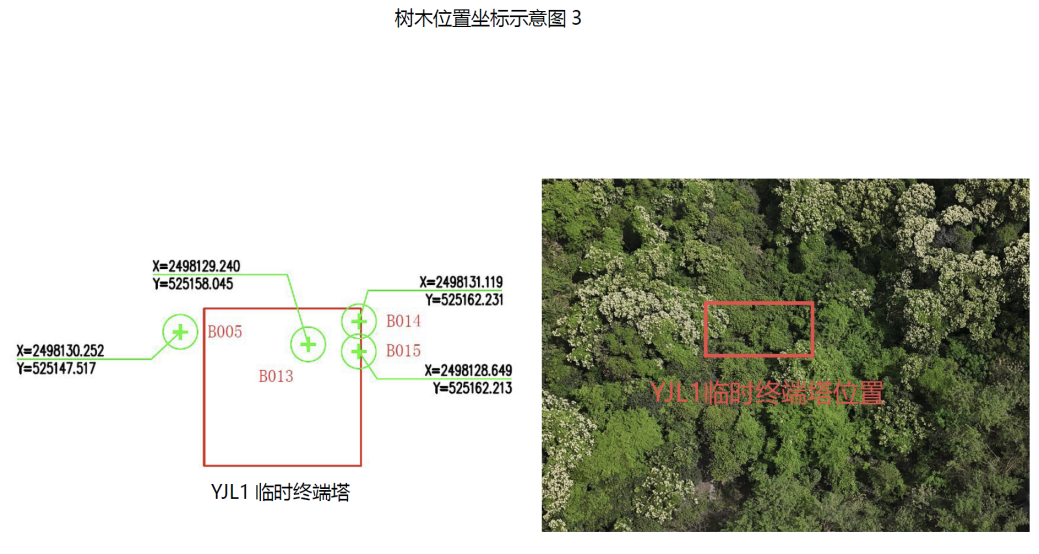 树木位置坐标示意图 3
X=2498129.240
Y=525158.045
X=2498131.119
Y=525162.231
B014
B005
B015
X=2498130.252
Y=525147.517
B013
X=2498128.649
Y=525162.213
YJL1 临时终端塔
YJL1临时终端塔位置